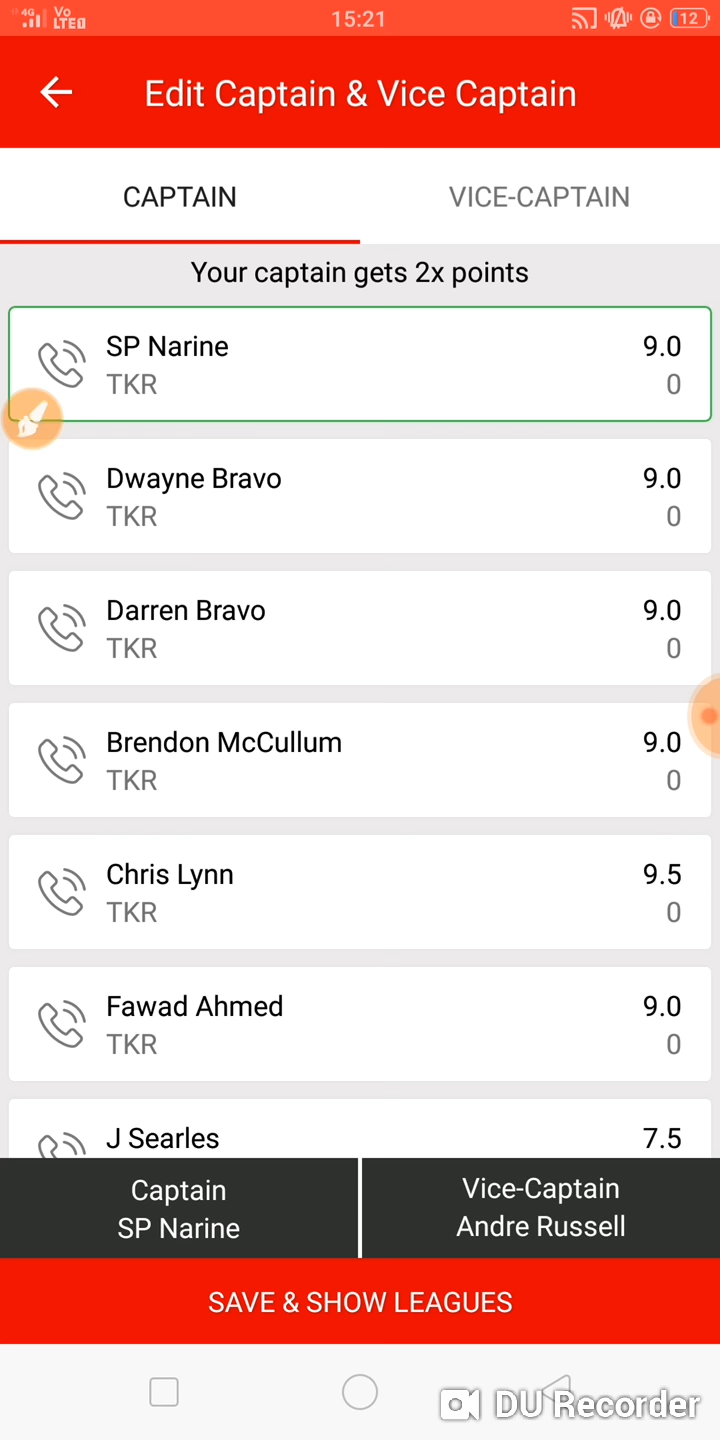 4G Vo LTE 15:21 12
Edit Captain & Vice Captain
CAPTAIN VICE-CAPTAIN
Your captain gets 2x points
SP Narine 9.0
TKR 0
Dwayne Bravo 9.0
TKR 0
Darren Bravo 9.0
TKR 0
Brendon McCullum 9.0
TKR 0
Chris Lynn 9.5
TKR 0
Fawad Ahmed 9.0
TKR 0
J Searles 7.5
Captain Vice-Captain
SP Narine Andre Russell
SAVE & SHOW LEAGUES
DU Recorder